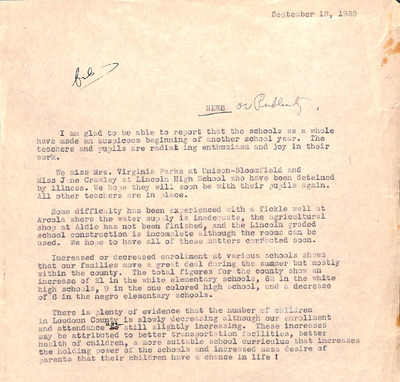 September 19, 1939
NEWS or Publicity.
I am glad to be able to report that the schools as a whole
have made an auspicious beginning of another school year. The
teachers and pupils are radiating enthusiasm and joy in their
work.
We miss Mrs. Virginia Parks at Unison-Bloomfield and
Miss Jane Crawley at Lincoln High School who have been detained
by illness. We hope they will soon be with their pupils again.
All other teachers are in place.
Some difficulty has been experienced with a fickle well at
Arcola where the water supply is inadequate, the agricultural
shop at Aldie has not been finished, and the Lincoln graded
school construction is incomplete although the rooms can be
used. We hope to have all of these matters corrected soon.
Increased or decreased enrollment at various schools shows
that our families move a great deal during the summer but mostly
within the county. The total figures for the county show an
increase of 21 in the white elementary schools, 68 in the white
high schools, 9 in the one colored high school, and a decrease
of 6 in the negro elementary schools.
There is plenty of evidence that the number of children
in Loudoun County is slowly decreasing although our enrollment
and attendance still slightly increasing. These increases
may be attributed to better transportation facilities, better
health of children, a more suitable school curriculum that increases
the holding power of the schools and increased mass desire of
parents that their children have a chance in life !